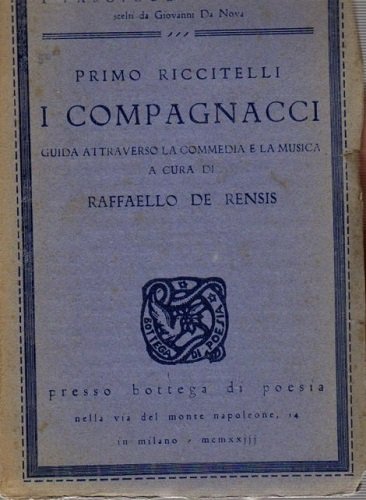 scelti da Giovanni Da Nova
PRIMO RICCITELLI
I COMPAGNACCI
GUIDA ATTRAVERSO LA COMMEDIA E LA MUSICA
A CURA DI
RAFFAELLO DE RENSIS
BOTTEGA DI POESIA
presso bottega di poesia
nella via del monte napoleone, 14
in milano - mcmxxjjj